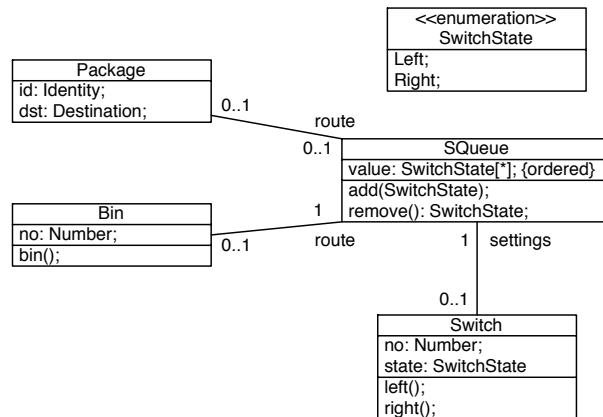 <<enumeration>>
SwitchState
Left;
Right;
Package
id: Identity;
dst: Destination;
0..1
route
0..1
SQueue
value: SwitchState[*]; {ordered}
add(SwitchState);
remove(): SwitchState;
Bin
no: Number;
bin();
1
0..1
route
1
settings
0..1
Switch
no: Number;
state: SwitchState
left();
right();